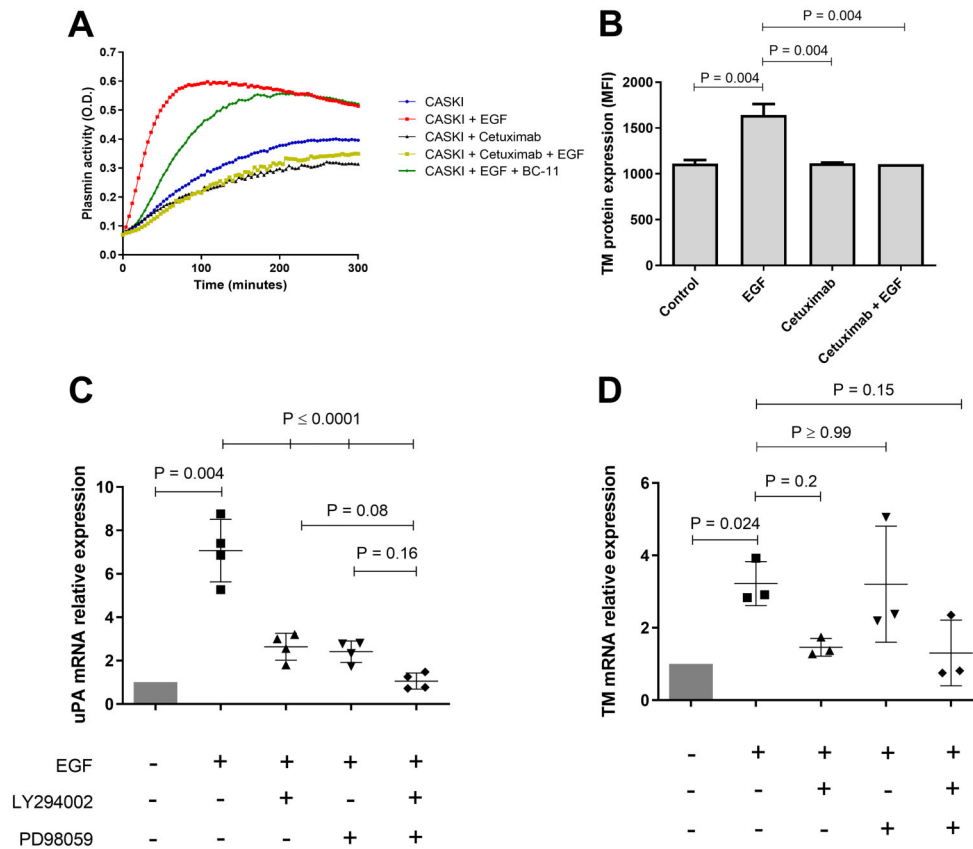 A
Plasmin activity (O.D.)
0.7
0.6
0.5
0.4
0.3
0.2
0.1
0.0
0 100 200 300
Time (minutes)
CASKI
CASKI + EGF
CASKI + Cetuximab
CASKI + Cetuximab + EGF
CASKI + EGF + BC-11
B
P = 0.004
P = 0.004
P = 0.004
TM protein expression (MFI)
2000
1500
1000
500
0
Control
EGF
Cetuximab
Cetuximab + EGF
C
P ≤ 0.0001
P = 0.004
P = 0.08
P = 0.16
uPA mRNA relative expression
10
8
6
4
2
0
EGF - + + + +
LY294002 - - + - +
PD98059 - - - + +
D
P = 0.15
P ≥ 0.99
P = 0.2
P = 0.024
TM mRNA relative expression
6
4
2
0
- + + + +
- - + - +
- - - + +